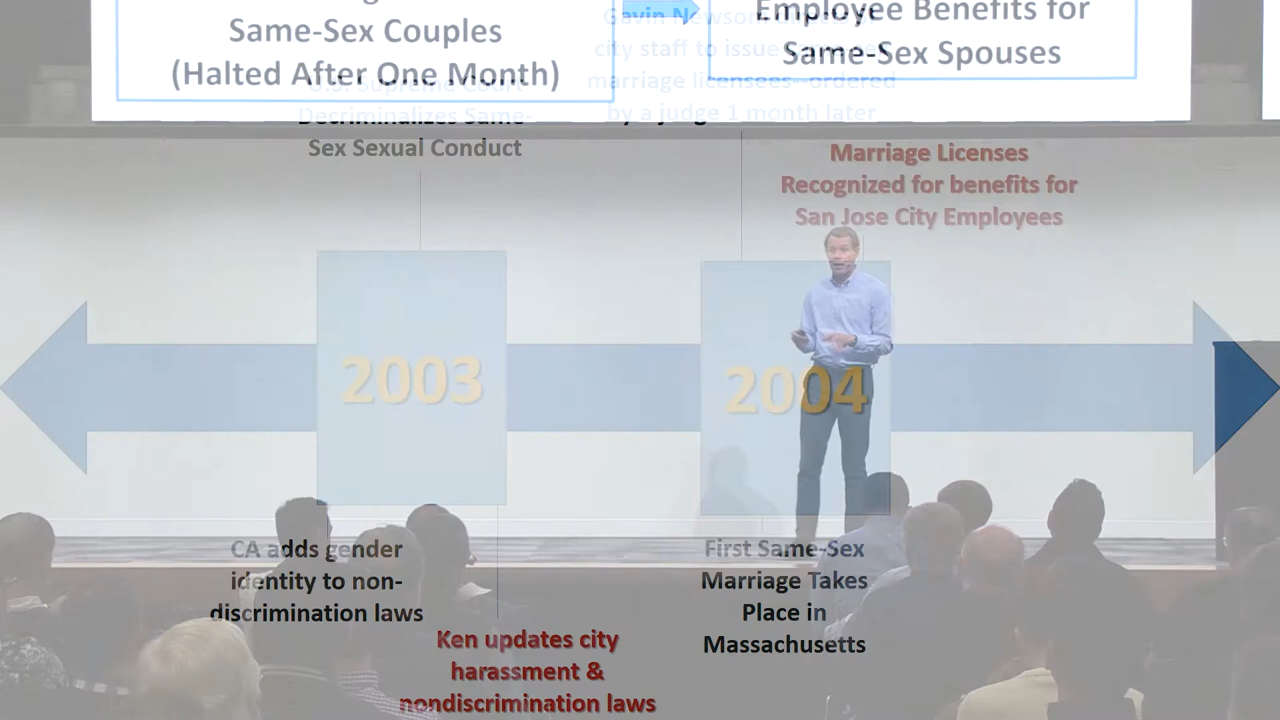 Same-Sex Couples
(Halted After One Month)
Employee Benefits for
Same-Sex Spouses
Gavin Newsom
city staff to issue
marriage licensees--ordered
by a judge 1 month later
U.S. Supreme Court
Decriminalizes Same-
Sex Sexual Conduct
Marriage Licenses
Recognized for benefits for
San Jose City Employees
2003
2004
CA adds gender
identity to non-
discrimination laws
First Same-Sex
Marriage Takes
Place in
Massachusetts
Ken updates city
harassment &
nondiscrimination laws